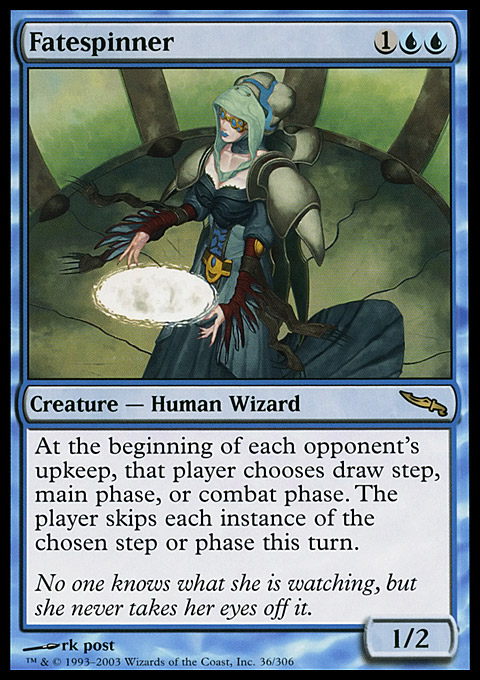 Fatespinner 1
Creature — Human Wizard
At the beginning of each opponent's
upkeep, that player chooses draw step,
main phase, or combat phase. The
player skips each instance of the
chosen step or phase this turn.
No one knows what she is watching, but
she never takes her eyes off it.
rk post
1/2
™ & © 1993–2003 Wizards of the Coast, Inc. 36/306